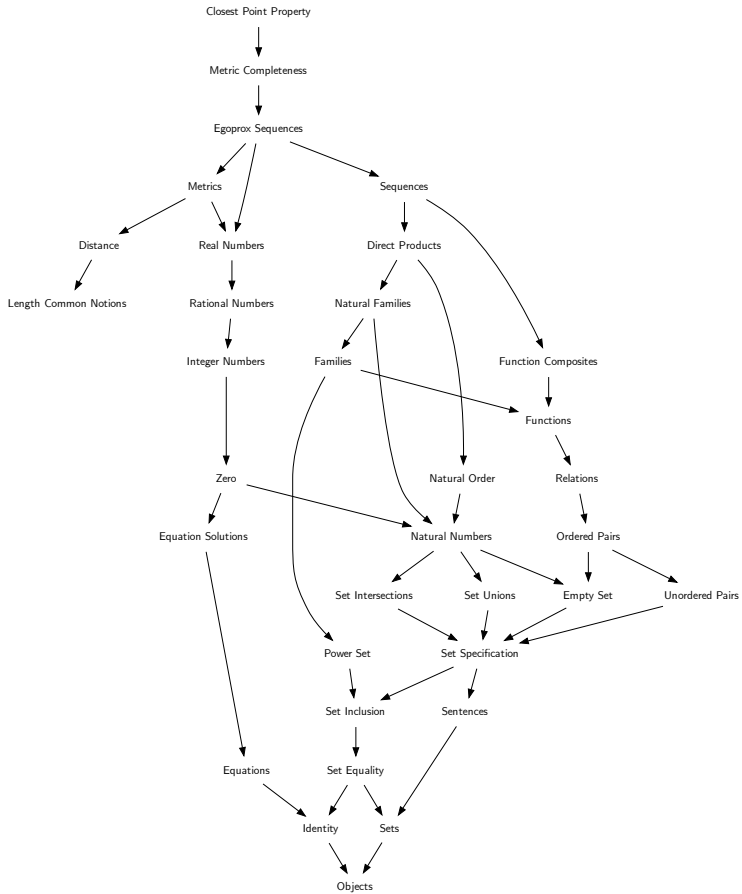 Closest Point Property
Metric Completeness
Egoprox Sequences
Metrics
Sequences
Distance
Real Numbers
Direct Products
Length Common Notions
Rational Numbers
Natural Families
Integer Numbers
Families
Function Composites
Functions
Zero
Natural Order
Relations
Equation Solutions
Natural Numbers
Ordered Pairs
Set Intersections
Set Unions
Empty Set
Unordered Pairs
Power Set
Set Specification
Set Inclusion
Sentences
Equations
Set Equality
Identity
Sets
Objects